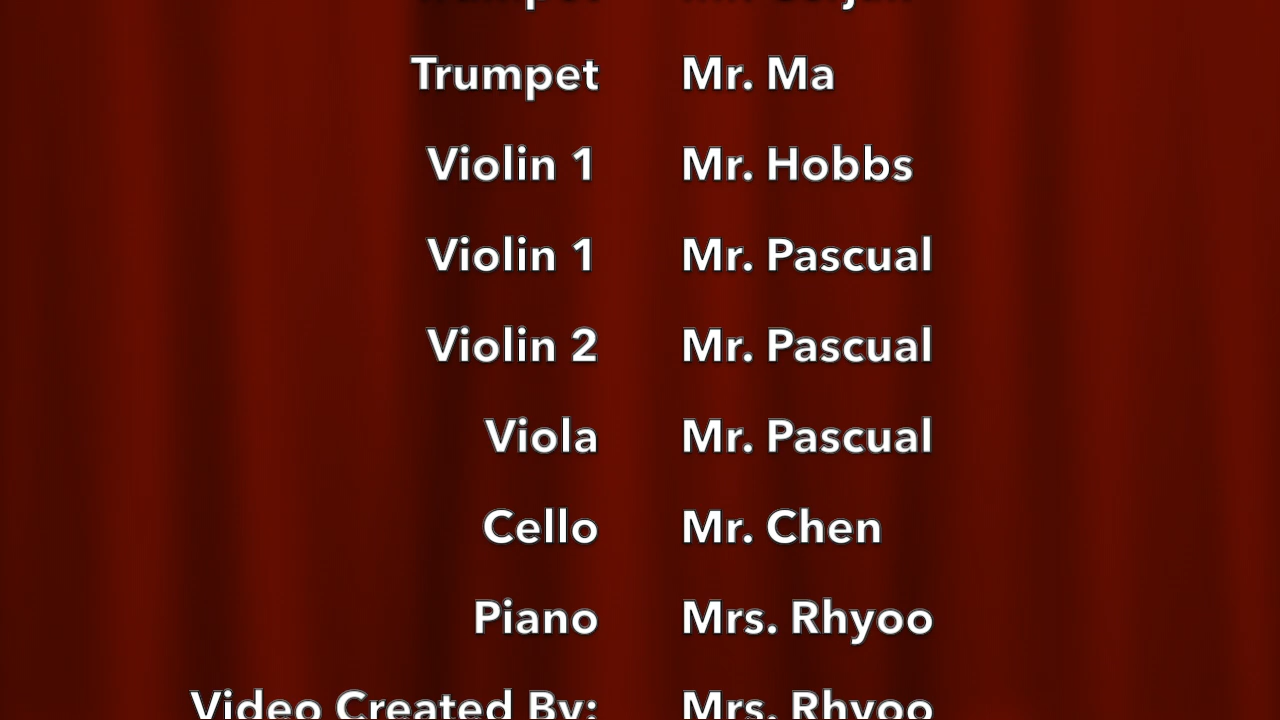 Trumpet Mr. Ma
Violin 1 Mr. Hobbs
Violin 1 Mr. Pascual
Violin 2 Mr. Pascual
Viola Mr. Pascual
Cello Mr. Chen
Piano Mrs. Rhyoo
Video Created By: Mrs. Rhyoo